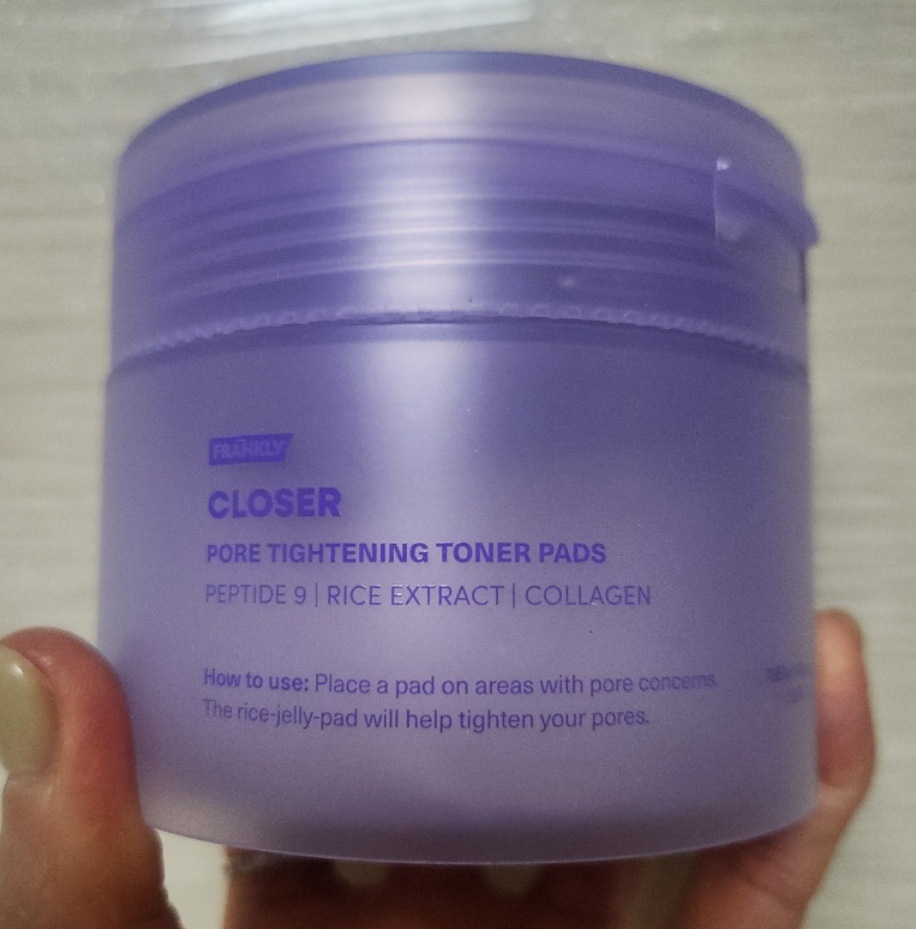 FRANKLY
CLOSER
PORE TIGHTENING TONER PADS
PEPTIDE 9 | RICE EXTRACT | COLLAGEN
How to use: Place a pad on areas with pore concerns.
The rice-jelly-pad will help tighten your pores.